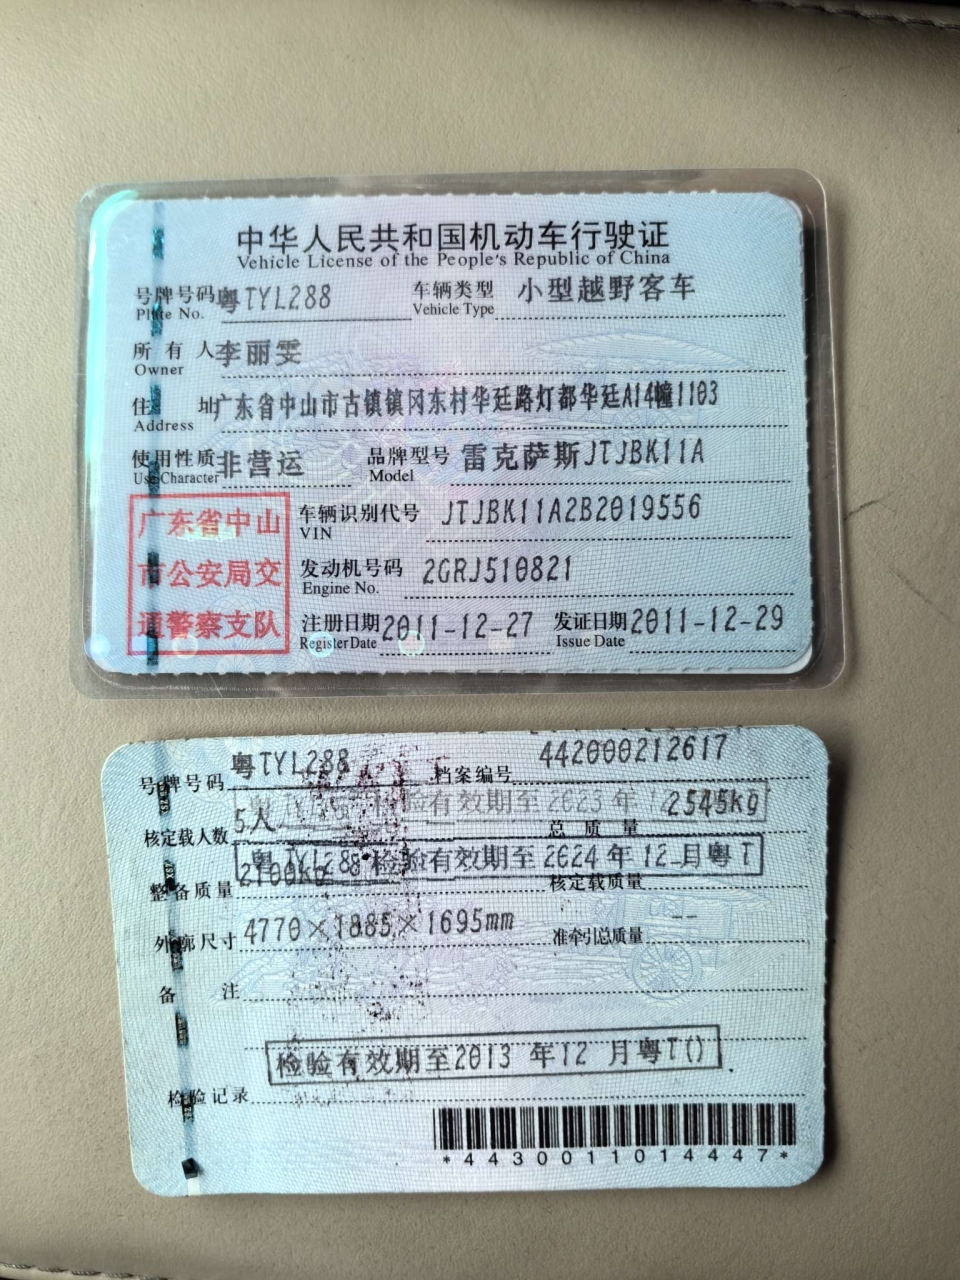 中华人民共和国机动车行驶证
Vehicle License of the People's Republic of China
号牌号码 粤TYL288 车辆类型 小型越野客车
Plate No. Vehicle Type
所有人 李丽雯
Owner
住址 广东省中山市古镇镇冈东村华廷路灯都华廷A14幢1103
Address
使用性质 非营运 品牌型号 雷克萨斯JTJBK11A
Use Character Model
广东省中山
市公安局交
通警察支队
车辆识别代号 JTJBK11A2B2019556
VIN
发动机号码 2GRJ510821
Engine No.
注册日期 2011-12-27 发证日期 2011-12-29
Register Date Issue Date
号牌号码 粤TYL288 档案编号 442000212617
检验有效期至2023年
核定载人数 5人 总质量 2545kg
粤TYL288 检验有效期至2024年12月粤T
整备质量 2100kg 核定载质量
外廓尺寸 4770×1885×1695mm 准牵引总质量 --
备注
检验有效期至2013年12月粤T()
检验记录
*4430011014447*